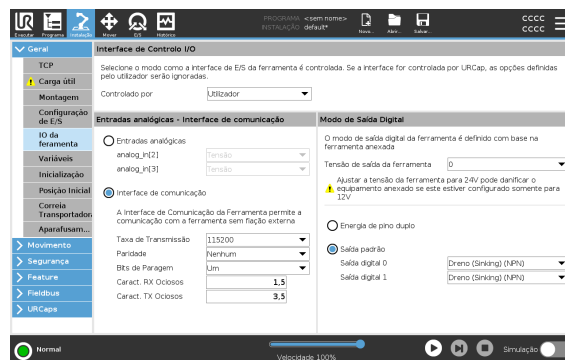 Executar
Programa
Instalação
Mover
E/S
Histórico
PROGRAMA <sem nome>
INSTALAÇÃO default*
Novo...
Abrir...
Salvar...
CCCC
CCCC
Geral
TCP
Carga útil
Montagem
Configuração
de E/S
IO da
feramenta
Variáveis
Inicialização
Posição Inicial
Correia
Transportadora
Aparafusam...
Movimento
Segurança
Feature
Fieldbus
URCaps
Interface de Controlo I/O
Selecione o modo como a interface de E/S da ferramenta é controlada. Se a interface for controlada por URCap, as opções definidas
pelo utilizador serão ignoradas.
Controlado por
Utilizador
Entradas analógicas - Interface de comunicação
Entradas analógicas
analog_in[2] Tensão
analog_in[3] Tensão
Interface de comunicação
A Interface de Comunicação da Ferramenta permite a
comunicação com a ferramenta sem fiação externa
Taxa de Transmissão 115200
Paridade Nenhum
Bits de Paragem Um
Caract. RX Ociosos 1,5
Caract. TX Ociosos 3,5
Modo de Saída Digital
O modo de saída digital da ferramenta é definido com base na
ferramenta anexada
Tensão de saída da ferramenta 0
Ajustar a tensão da ferramenta para 24V pode danificar o
equipamento anexado se este estiver configurado somente para
12V
Energia de pino duplo
Saída padrão
Saída digital 0 Dreno (Sinking) (NPN)
Saída digital 1 Dreno (Sinking) (NPN)
Normal
Velocidade 100%
Simulação